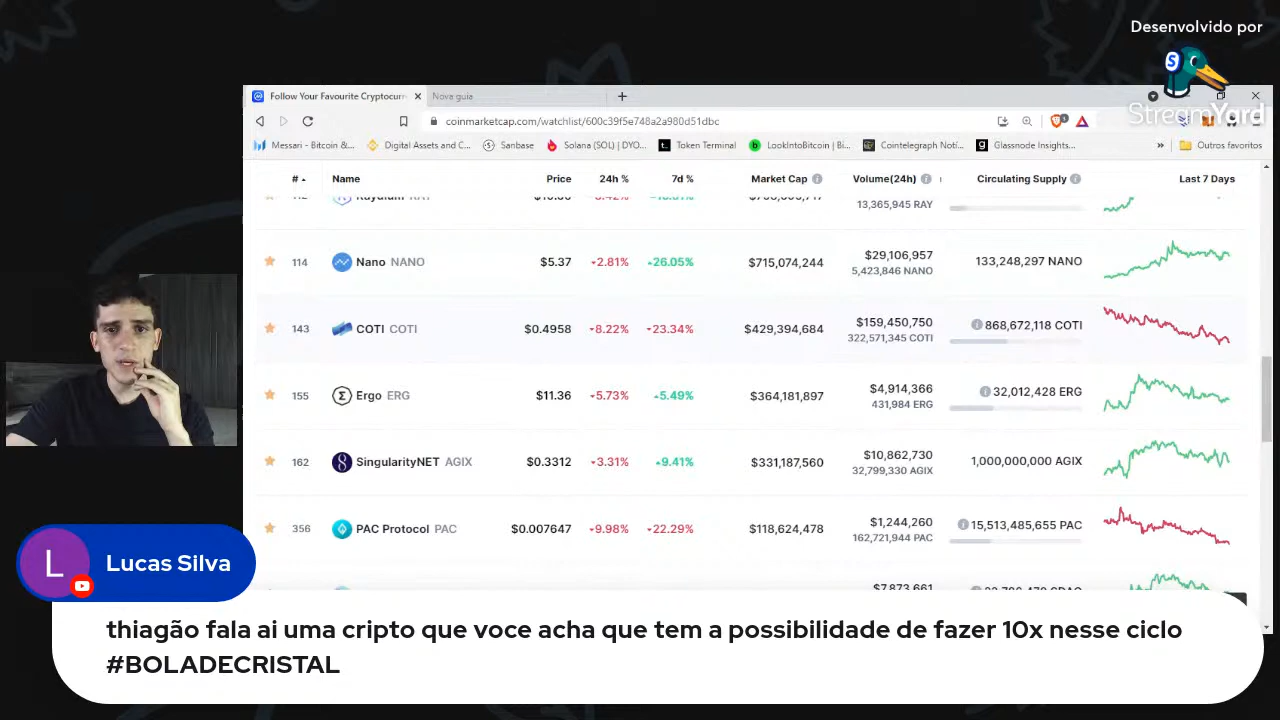 Desenvolvido por
StreamYard
Follow Your Favourite Cryptocurr
Nova guia
coinmarketcap.com/watchlist/600c39f5e748a2a980d51dbc
Messari - Bitcoin &... Digital Assets and C... Sanbase Solana (SOL) | DYO... Token Terminal LookIntoBitcoin | Bi... Cointelegraph Noti... Glassnode Insights... » Outros favoritos
# Name Price 24h % 7d % Market Cap Volume(24h) Circulating Supply Last 7 Days
13,365,945 RAY
114 Nano NANO $5.37 2.81% 26.05% $715,074,244 $29,106,957 133,248,297 NANO
5,423,846 NANO
143 COTI COTI $0.4958 8.22% 23.34% $429,394,684 $159,450,750 868,672,118 COTI
322,571,345 COTI
155 Ergo ERG $11.36 5.73% 5.49% $364,181,897 $4,914,366 32,012,428 ERG
431,984 ERG
162 SingularityNET AGIX $0.3312 3.31% 9.41% $331,187,560 $10,862,730 1,000,000,000 AGIX
32,799,330 AGIX
356 PAC Protocol PAC $0.007647 9.98% 22.29% $118,624,478 $1,244,260 15,513,485,655 PAC
162,721,944 PAC
$7,873,661
L Lucas Silva
thiagão fala ai uma cripto que voce acha que tem a possibilidade de fazer 10x nesse ciclo
#BOLADECRISTAL